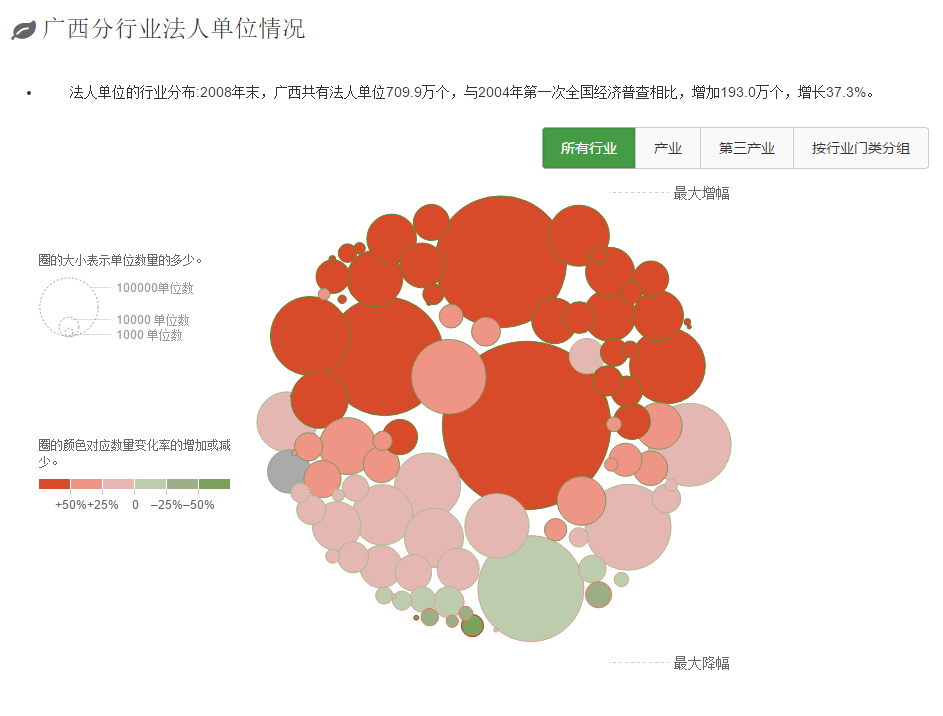 广西分行业法人单位情况
• 法人单位的行业分布:2008年末，广西共有法人单位709.9万个，与2004年第一次全国经济普查相比，增加193.0万个，增长37.3%。
所有行业 产业 第三产业 按行业门类分组
最大增幅
圈的大小表示单位数量的多少。
100000单位数
10000 单位数
1000 单位数
圈的颜色对应数量变化率的增加或减
少。
+50%+25% 0 –25%–50%
最大降幅